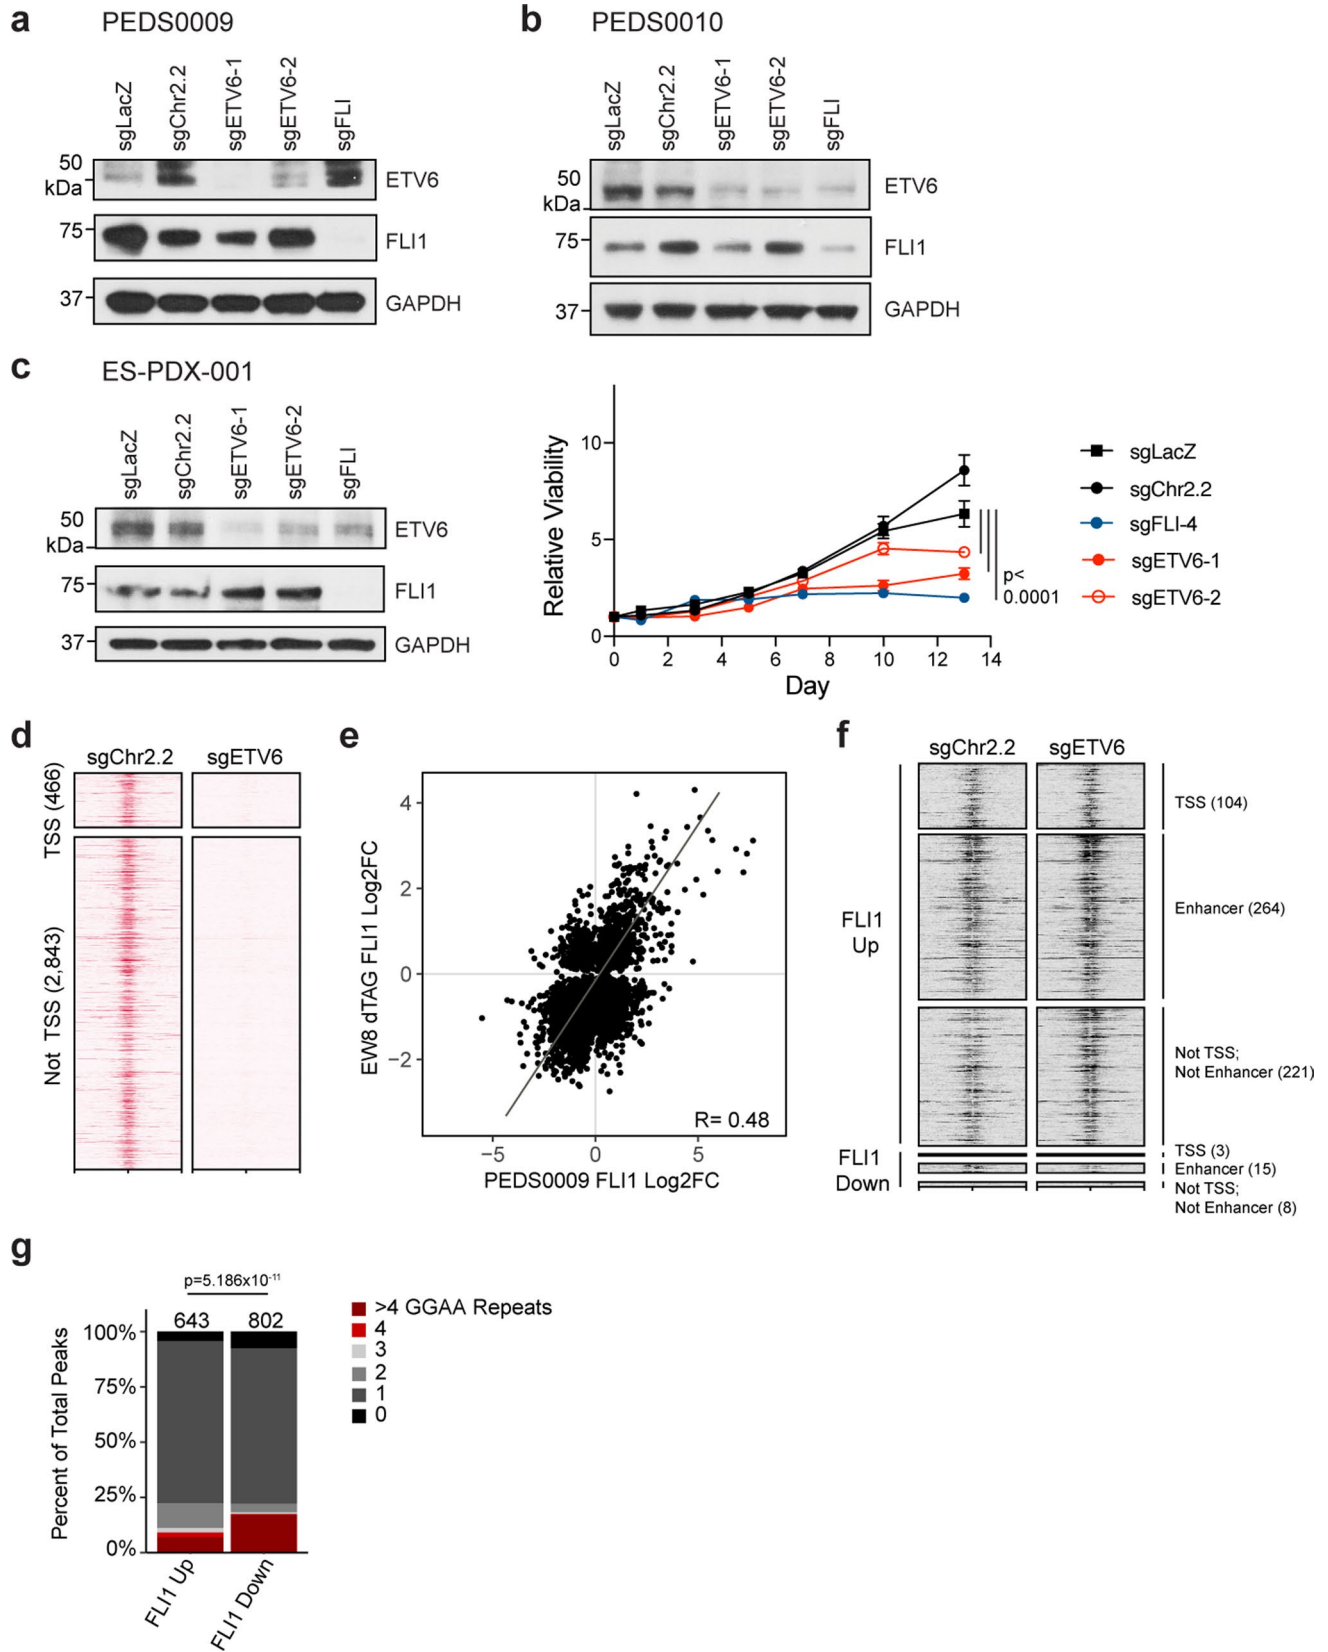 a PEDS0009
sgLacZ
sgChr2.2
sgETV6-1
sgETV6-2
sgFLI
50
kDa
ETV6
75
FLI1
37
GAPDH
b PEDS0010
sgLacZ
sgChr2.2
sgETV6-1
sgETV6-2
sgFLI
50
kDa
ETV6
75
FLI1
37
GAPDH
c ES-PDX-001
sgLacZ
sgChr2.2
sgETV6-1
sgETV6-2
sgFLI
50
kDa
ETV6
75
FLI1
37
GAPDH
Relative Viability
10
5
0
0 2 4 6 8 10 12 14
Day
p<
0.0001
sgLacZ
sgChr2.2
sgFLI-4
sgETV6-1
sgETV6-2
d
sgChr2.2 sgETV6
TSS (466)
Not TSS (2,843)
e
EW8 dTAG FLI1 Log2FC
4
2
0
−2
R= 0.48
−5 0 5
PEDS0009 FLI1 Log2FC
f
sgChr2.2 sgETV6
FLI1
Up
TSS (104)
Enhancer (264)
Not TSS;
Not Enhancer (221)
FLI1
Down
TSS (3)
Enhancer (15)
Not TSS;
Not Enhancer (8)
g
p=5.186x10⁻¹¹
643 802
Percent of Total Peaks
100%
75%
50%
25%
0%
FLI1 Up
FLI1 Down
>4 GGAA Repeats
4
3
2
1
0